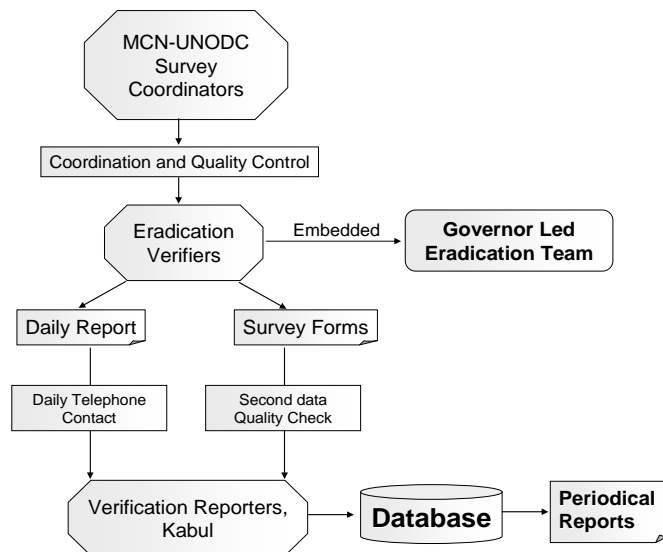 MCN-UNODC
Survey
Coordinators
Coordination and Quality Control
Eradication
Verifiers
Embedded
Governor Led
Eradication Team
Daily Report
Survey Forms
Daily Telephone
Contact
Second data
Quality Check
Verification Reporters,
Kabul
Database
Periodical
Reports